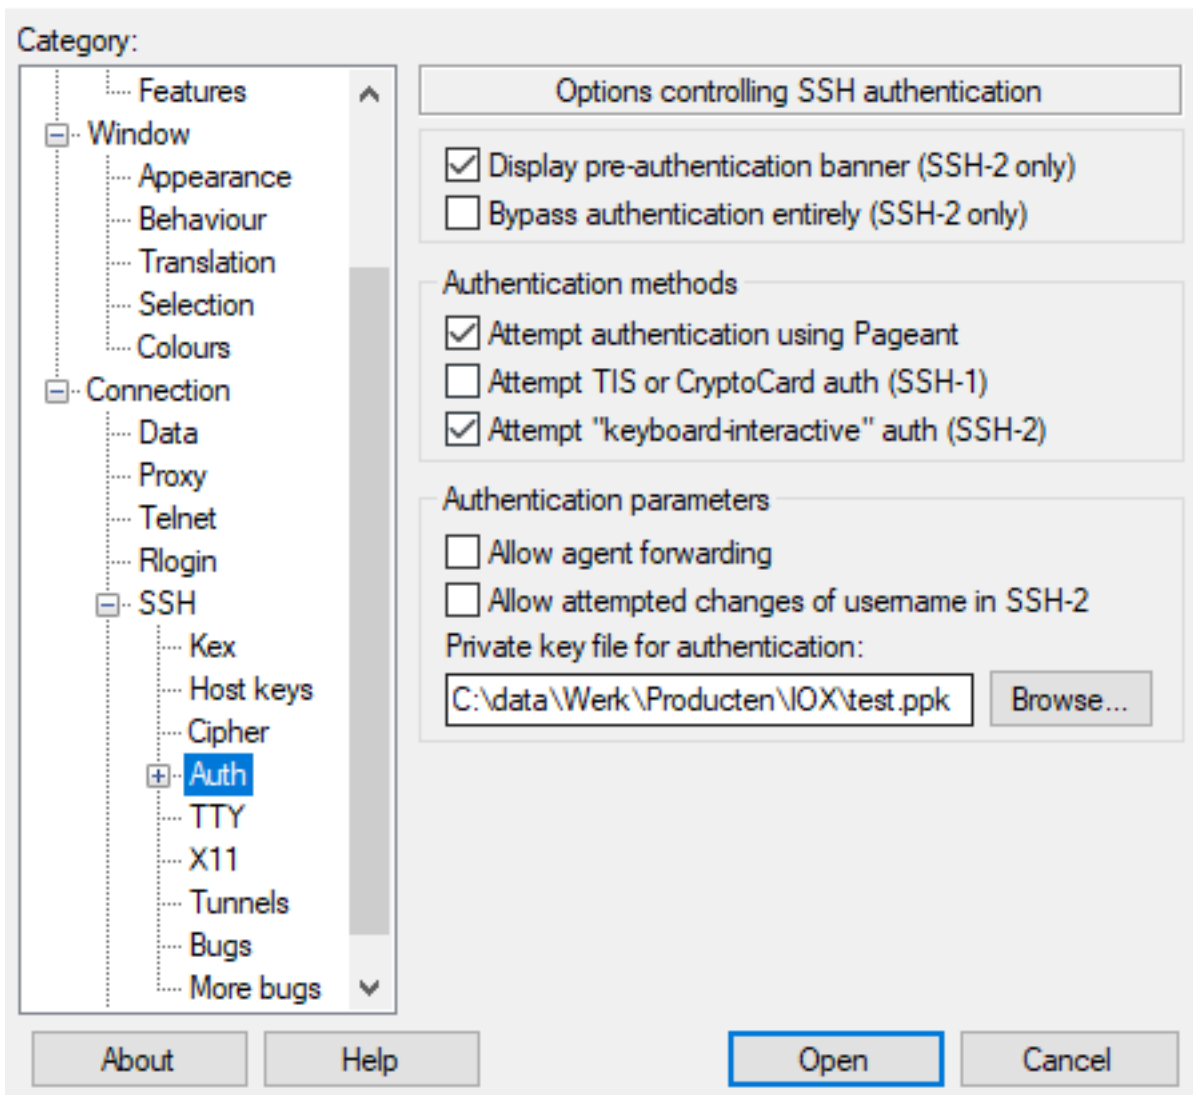 Category:
Features
Window
Appearance
Behaviour
Translation
Selection
Colours
Connection
Data
Proxy
Telnet
Rlogin
SSH
Kex
Host keys
Cipher
Auth
TTY
X11
Tunnels
Bugs
More bugs
Options controlling SSH authentication
Display pre-authentication banner (SSH-2 only)
Bypass authentication entirely (SSH-2 only)
Authentication methods
Attempt authentication using Pageant
Attempt TIS or CryptoCard auth (SSH-1)
Attempt "keyboard-interactive" auth (SSH-2)
Authentication parameters
Allow agent forwarding
Allow attempted changes of username in SSH-2
Private key file for authentication:
C:\data\Werk\Producten\IOX\test.ppk Browse...
About Help Open Cancel